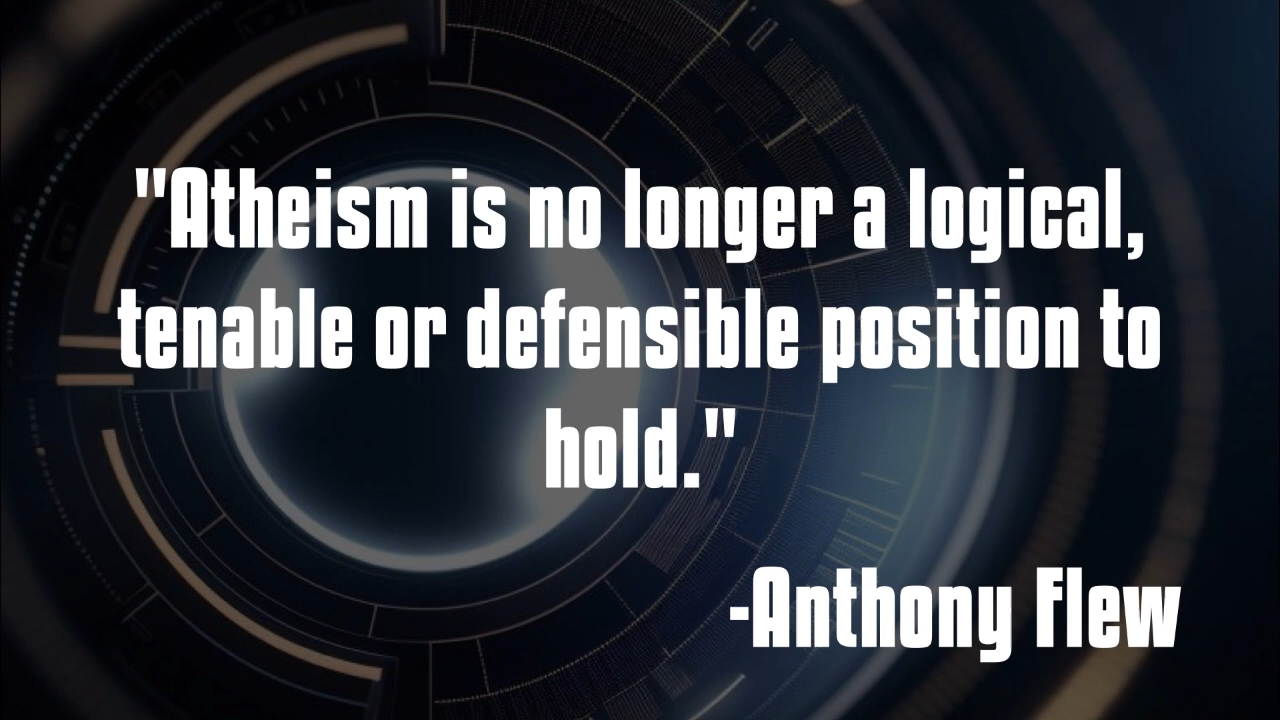 "Atheism is no longer a logical,
tenable or defensible position to
hold."
-Anthony Flew